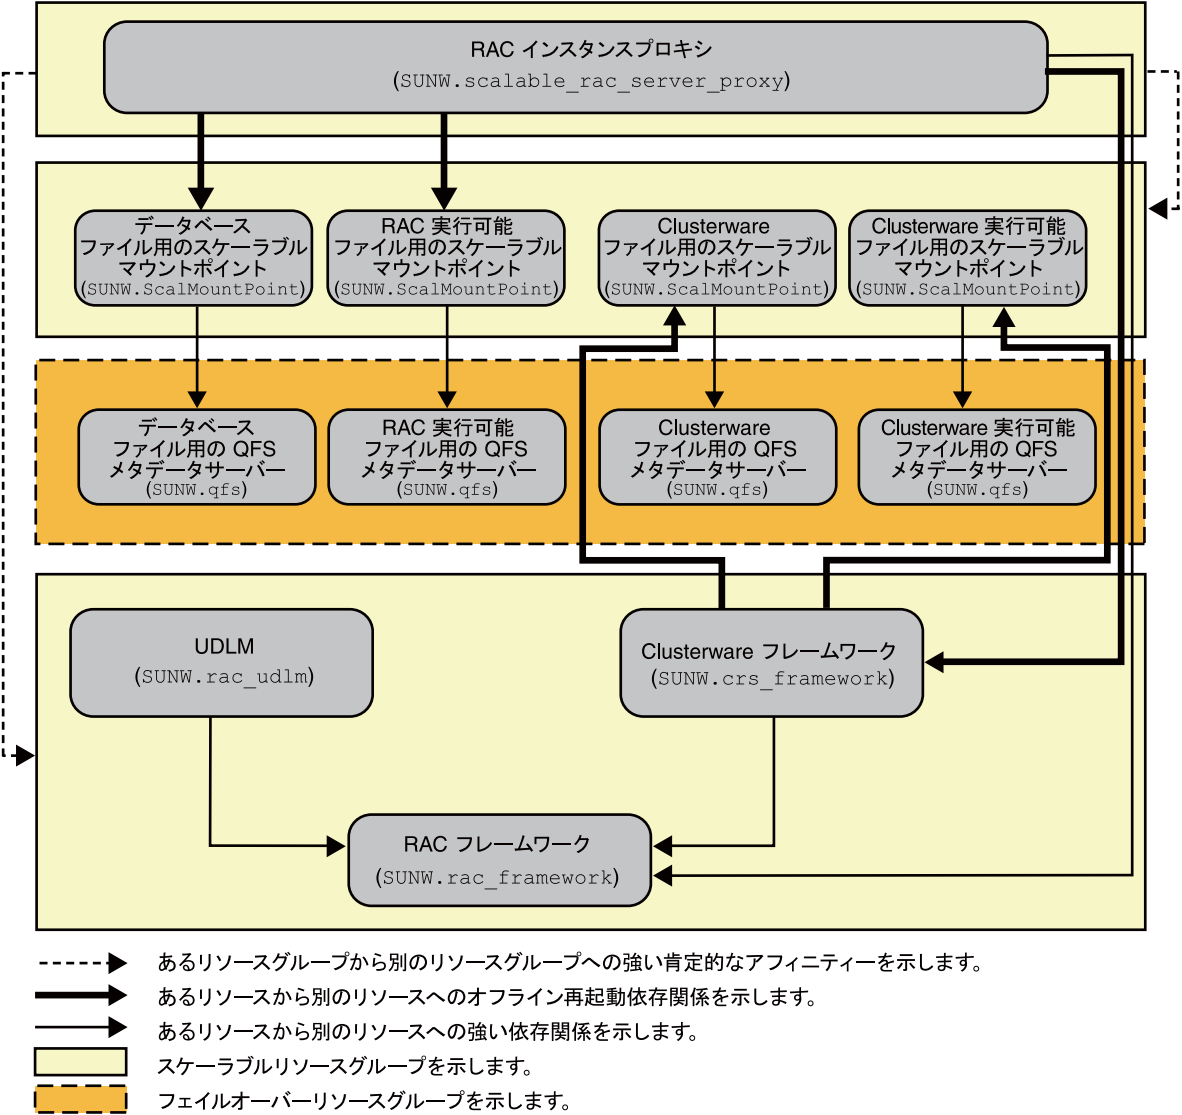 RAC インスタンスプロキシ
(SUNW.scalable_rac_server_proxy)
データベース
ファイル用のスケーラブル
マウントポイント
(SUNW.ScalMountPoint)
RAC 実行可能
ファイル用のスケーラブル
マウントポイント
(SUNW.ScalMountPoint)
Clusterware
ファイル用のスケーラブル
マウントポイント
(SUNW.ScalMountPoint)
Clusterware 実行可能
ファイル用のスケーラブル
マウントポイント
(SUNW.ScalMountPoint)
データベース
ファイル用の QFS
メタデータサーバー
(SUNW.qfs)
RAC 実行可能
ファイル用の QFS
メタデータサーバー
(SUNW.qfs)
Clusterware
ファイル用の QFS
メタデータサーバー
(SUNW.qfs)
Clusterware 実行可能
ファイル用の QFS
メタデータサーバー
(SUNW.qfs)
UDLM
(SUNW.rac_udlm)
Clusterware フレームワーク
(SUNW.crs_framework)
RAC フレームワーク
(SUNW.rac_framework)
あるリソースグループから別のリソースグループへの強い肯定的なアフィニティーを示します。
あるリソースから別のリソースへのオフライン再起動依存関係を示します。
あるリソースから別のリソースへの強い依存関係を示します。
スケーラブルリソースグループを示します。
フェイルオーバーリソースグループを示します。